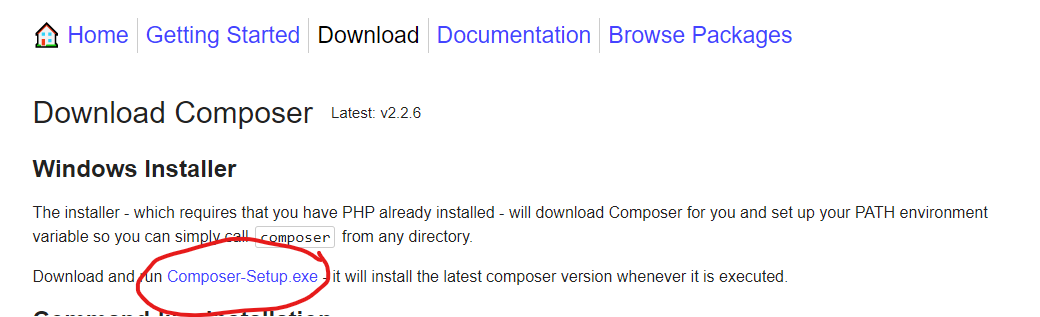 Home Getting Started Download Documentation Browse Packages
Download Composer Latest: v2.2.6
Windows Installer
The installer - which requires that you have PHP already installed - will download Composer for you and set up your PATH environment
variable so you can simply call composer from any directory.
Download and run Composer-Setup.exe - it will install the latest composer version whenever it is executed.
Command-line installation